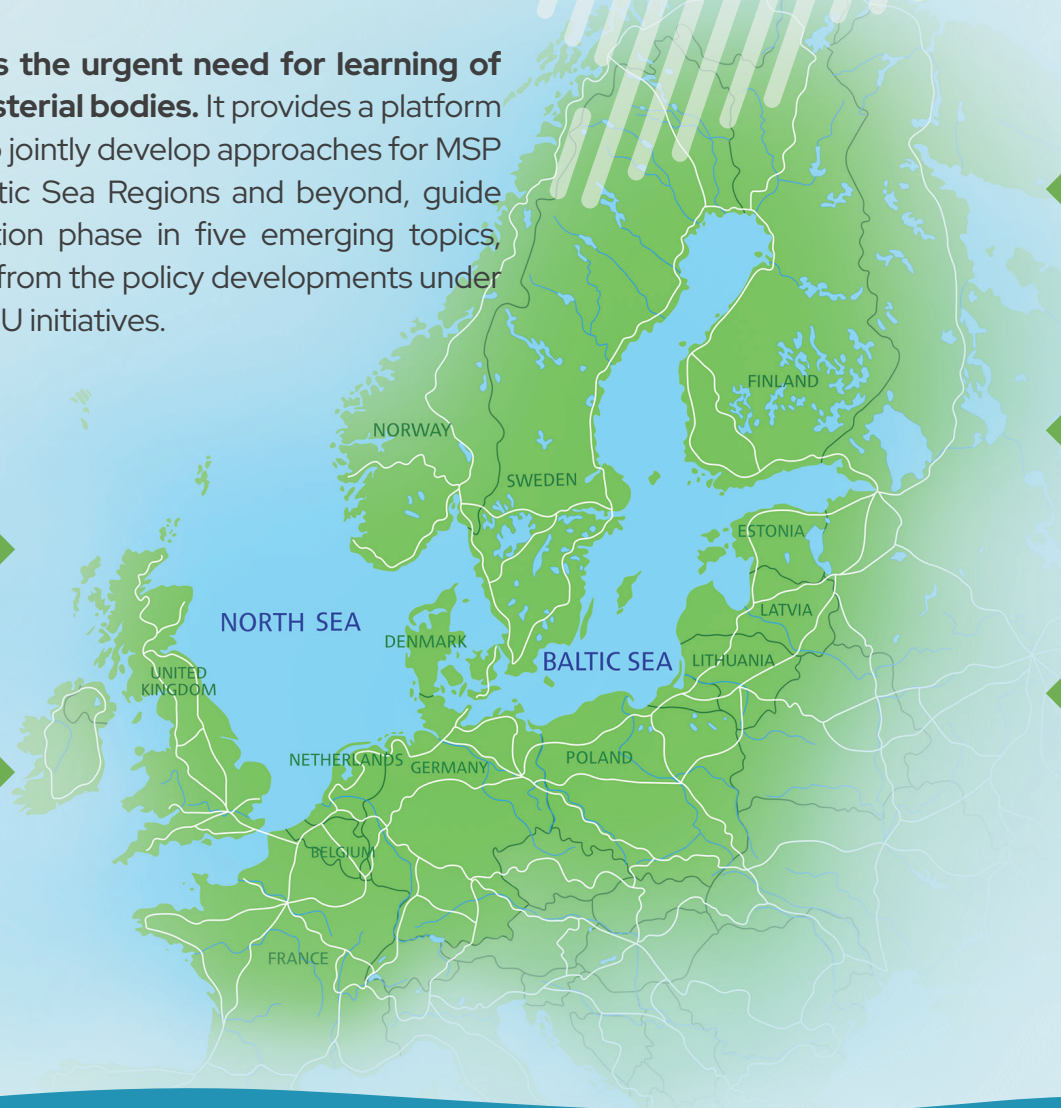 s the urgent need for learning of
sterial bodies. It provides a platform
jointly develop approaches for MSP
tic Sea Regions and beyond, guide
tion phase in five emerging topics,
from the policy developments under
U initiatives.
FINLAND
NORWAY
SWEDEN
ESTONIA
LATVIA
NORTH SEA
DENMARK
BALTIC SEA
LITHUANIA
UNITED
KINGDOM
NETHERLANDS
GERMANY
POLAND
BELGIUM
FRANCE